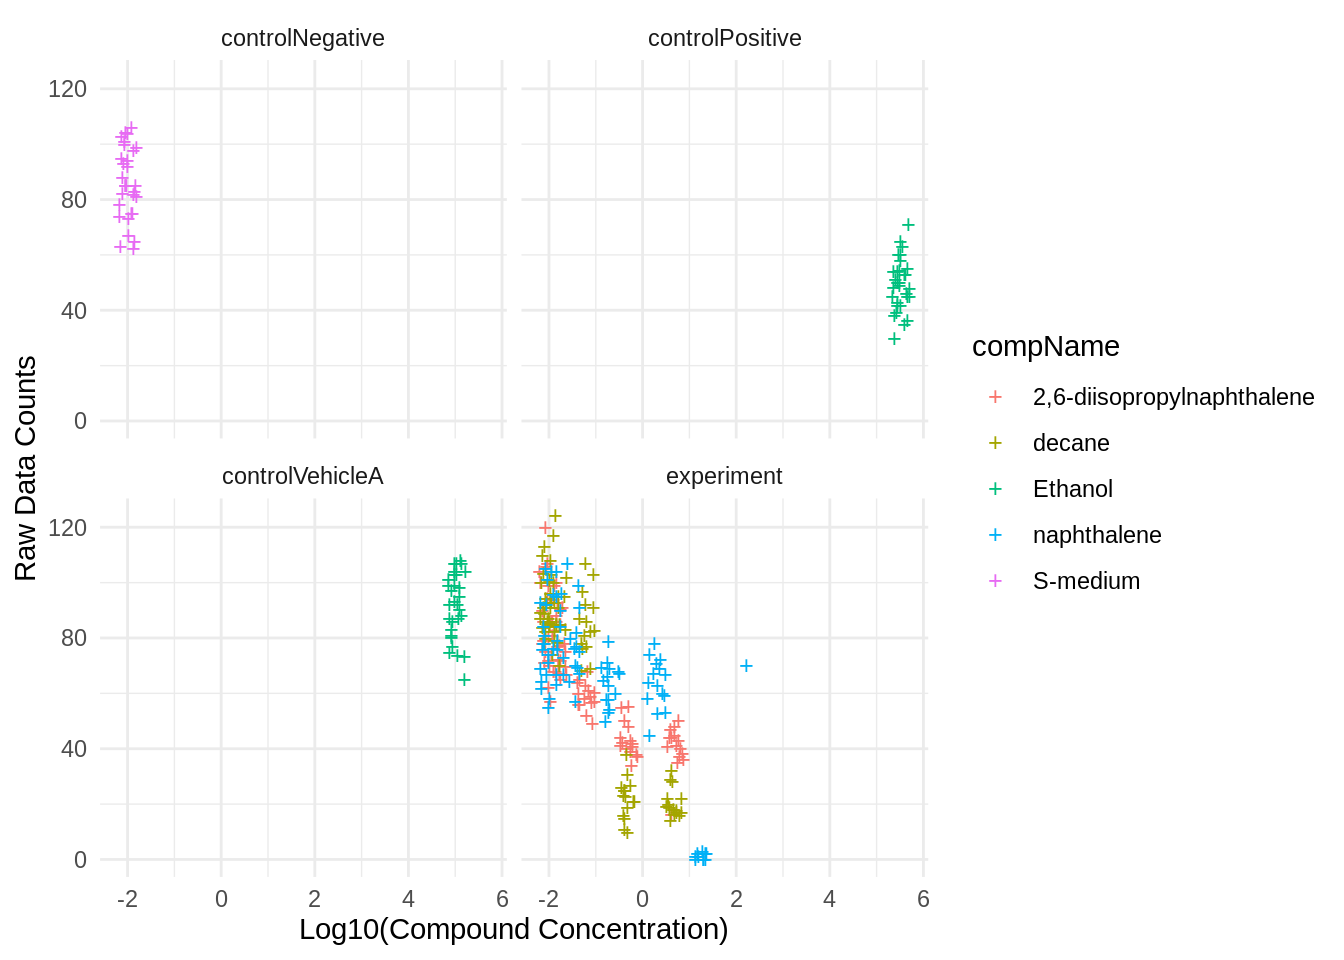 controlNegative
controlPositive
120
80
40
0
controlVehicleA
experiment
120
80
40
0
-2
0
2
4
6
-2
0
2
4
6
Log10(Compound Concentration)
Raw Data Counts
compName
2,6-diisopropylnaphthalene
decane
Ethanol
naphthalene
S-medium